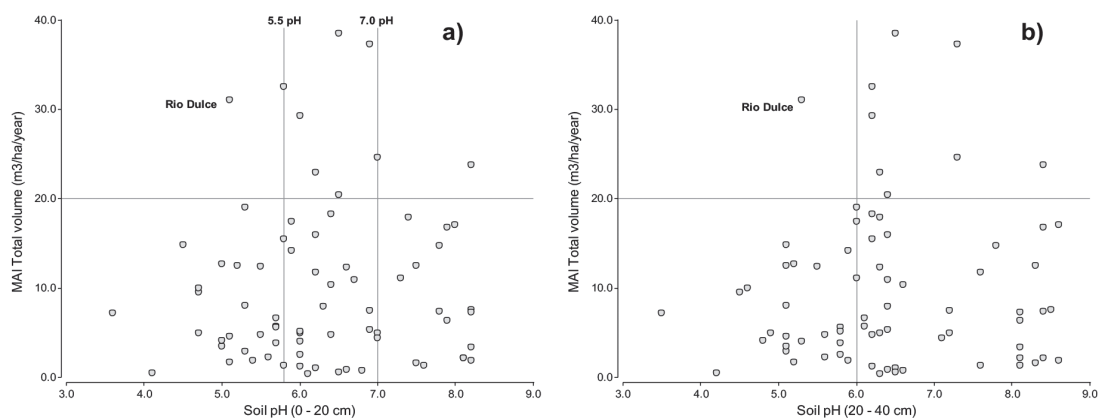 5.5 pH 7.0 pH
a)
Rio Dulce
MAI Total volume (m3/ha/year)
40.0
30.0
20.0
10.0
0.0
3.0 4.0 5.0 6.0 7.0 8.0 9.0
Soil pH (0 - 20 cm)
b)
Rio Dulce
MAI Total volume (m3/ha/year)
40.0
30.0
20.0
10.0
0.0
3.0 4.0 5.0 6.0 7.0 8.0 9.0
Soil pH (20 - 40 cm)